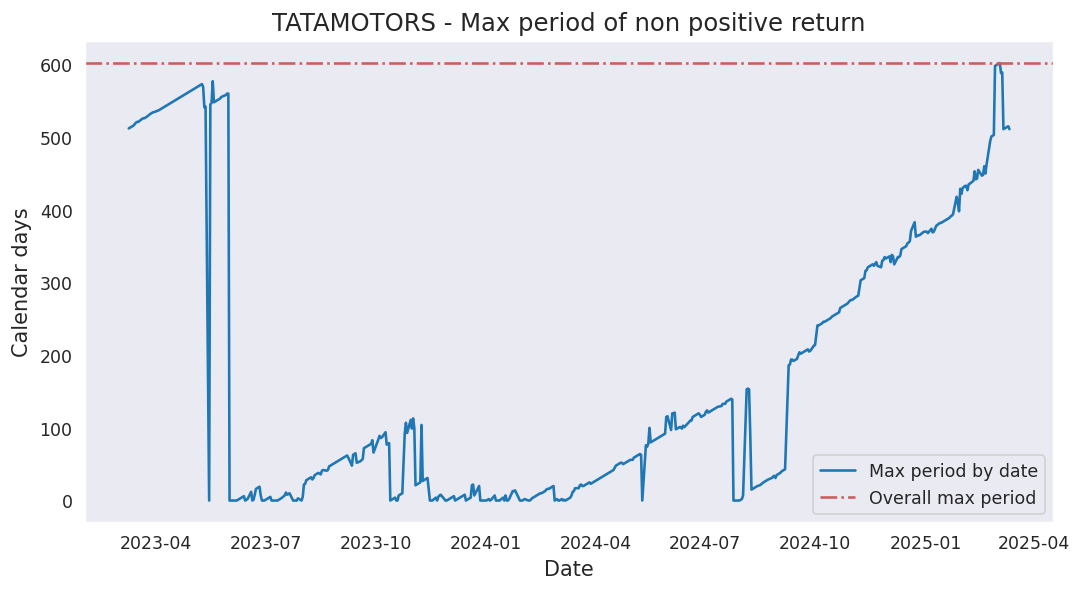 TATAMOTORS - Max period of non positive return
Calendar days
600
500
400
300
200
100
0
Max period by date
Overall max period
2023-04 2023-07 2023-10 2024-01 2024-04 2024-07 2024-10 2025-01 2025-04
Date